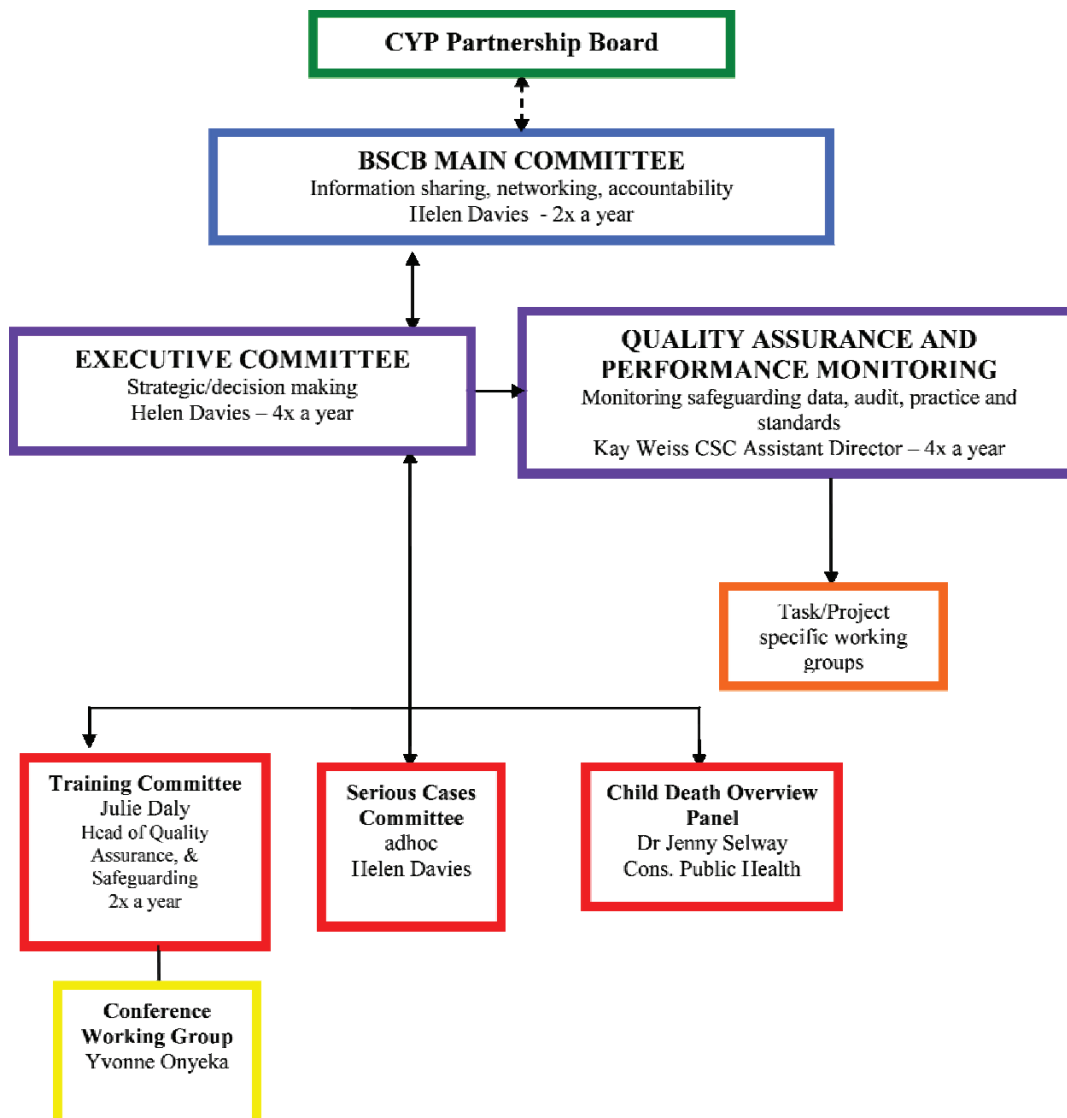 CYP Partnership Board
BSCB MAIN COMMITTEE
Information sharing, networking, accountability
Helen Davies - 2x a year
EXECUTIVE COMMITTEE
Strategic/decision making
Helen Davies – 4x a year
QUALITY ASSURANCE AND
PERFORMANCE MONITORING
Monitoring safeguarding data, audit, practice and
standards
Kay Weiss CSC Assistant Director – 4x a year
Task/Project
specific working
groups
Training Committee
Julie Daly
Head of Quality
Assurance, &
Safeguarding
2x a year
Serious Cases
Committee
adhoc
Helen Davies
Child Death Overview
Panel
Dr Jenny Selway
Cons. Public Health
Conference
Working Group
Yvonne Onyeka